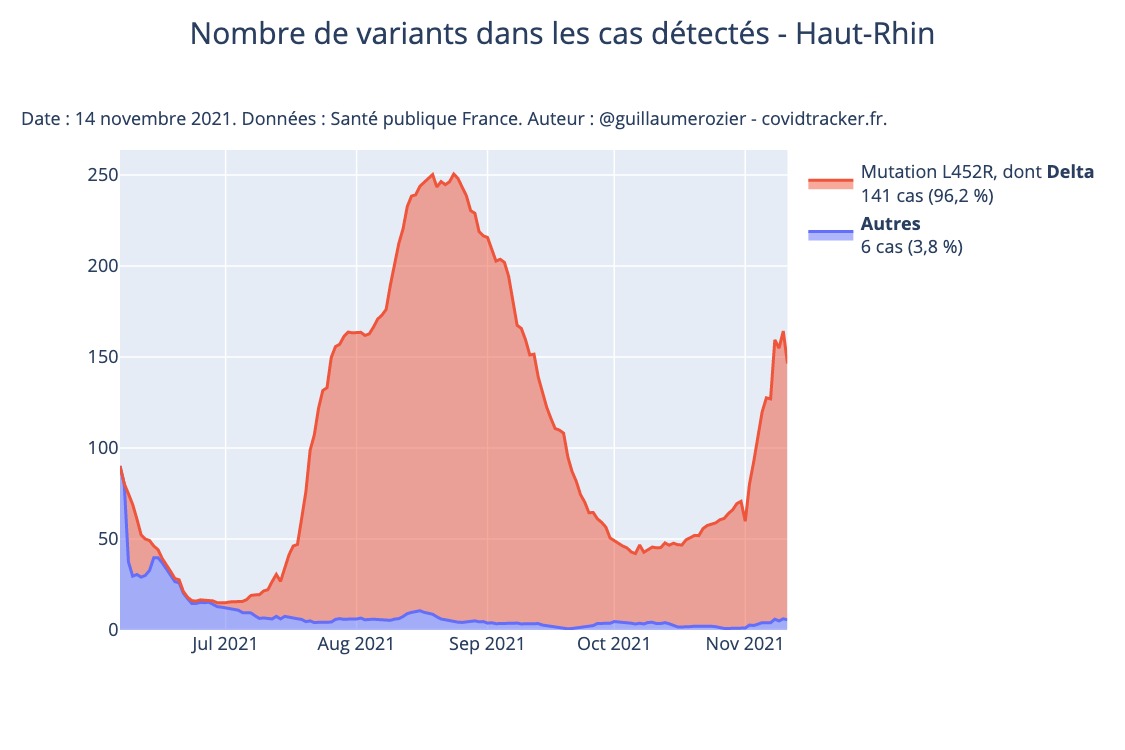 Nombre de variants dans les cas détectés - Haut-Rhin
Date : 14 novembre 2021. Données : Santé publique France. Auteur : @guillaumerozier - covidtracker.fr.
250
200
150
100
50
0
Jul 2021 Aug 2021 Sep 2021 Oct 2021 Nov 2021
Mutation L452R, dont Delta
141 cas (96,2 %)
Autres
6 cas (3,8 %)